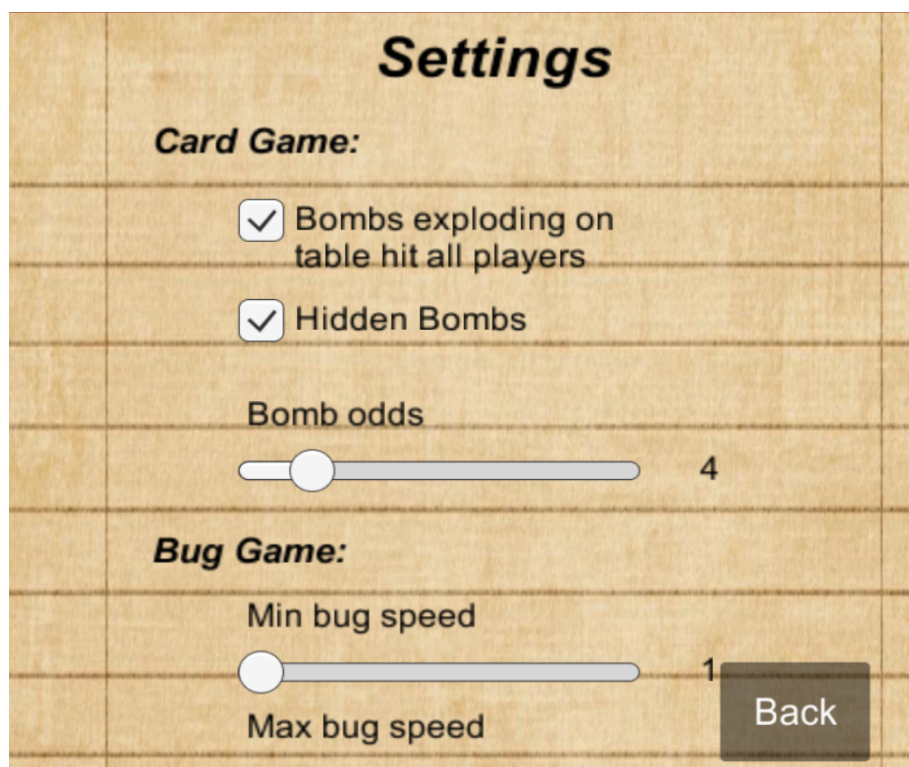 Settings
Card Game:
Bombs exploding on
table hit all players
Hidden Bombs
Bomb odds
4
Bug Game:
Min bug speed
1
Max bug speed
Back